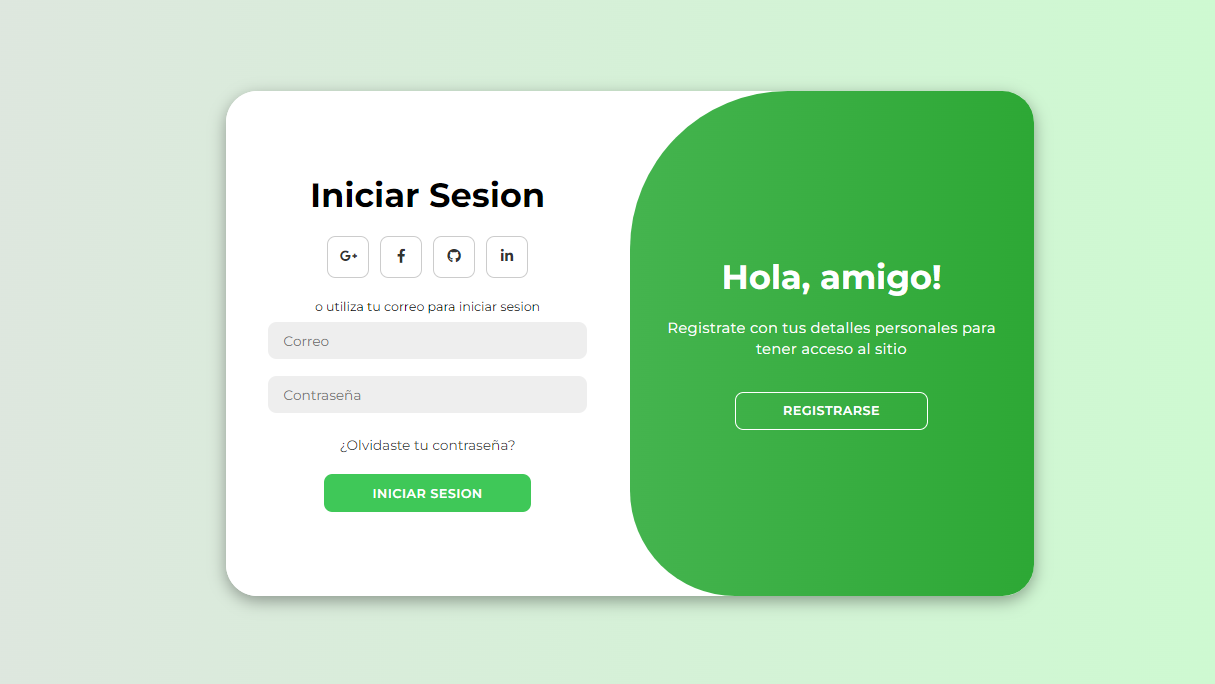 Iniciar Sesion
G+ f in
o utiliza tu correo para iniciar sesion
Correo
Contraseña
¿Olvidaste tu contraseña?
INICIAR SESION
Hola, amigo!
Registrate con tus detalles personales para
tener acceso al sitio
REGISTRARSE